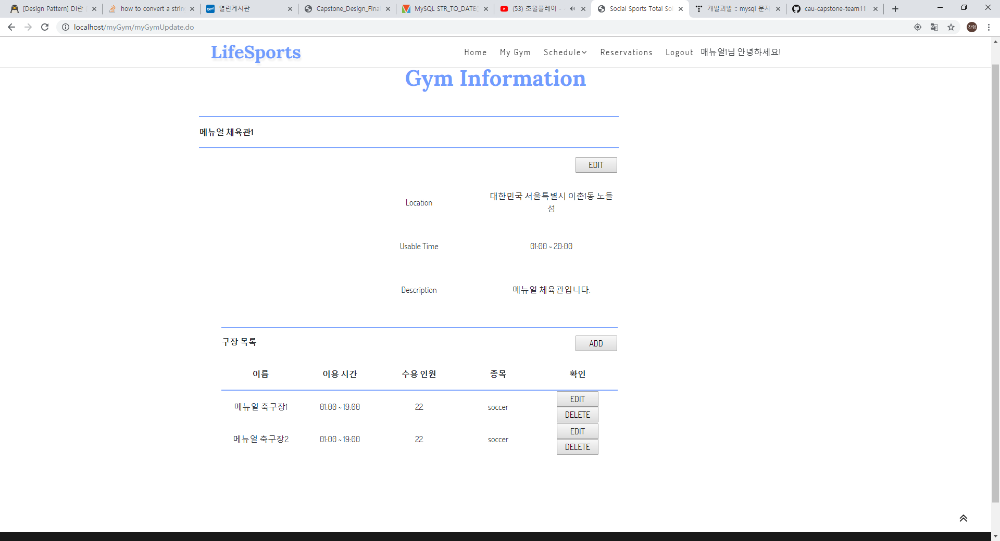 [Design Pattern] DI란
how to convert a string
열린게시판
Capstone_Design_Final
MySQL STR_TO_DATE(
(53) 초월플레이 -
Social Sports Total Sol
개발괴발 :: mysql 문자
cau-capstone-team11
localhost/myGym/myGymUpdate.do
찬형
LifeSports
Home My Gym Schedule Reservations Logout 매뉴얼1님 안녕하세요!
Gym Information
메뉴얼 체육관1
EDIT
Location 대한민국 서울특별시 이촌1동 노들
섬
Usable Time 01:00 ~ 20:00
Description 메뉴얼 체육관입니다.
구장 목록 ADD
이름 이용 시간 수용 인원 종목 확인
메뉴얼 축구장1 01:00 ~ 19:00 22 soccer EDIT
DELETE
메뉴얼 축구장2 01:00 ~ 19:00 22 soccer EDIT
DELETE